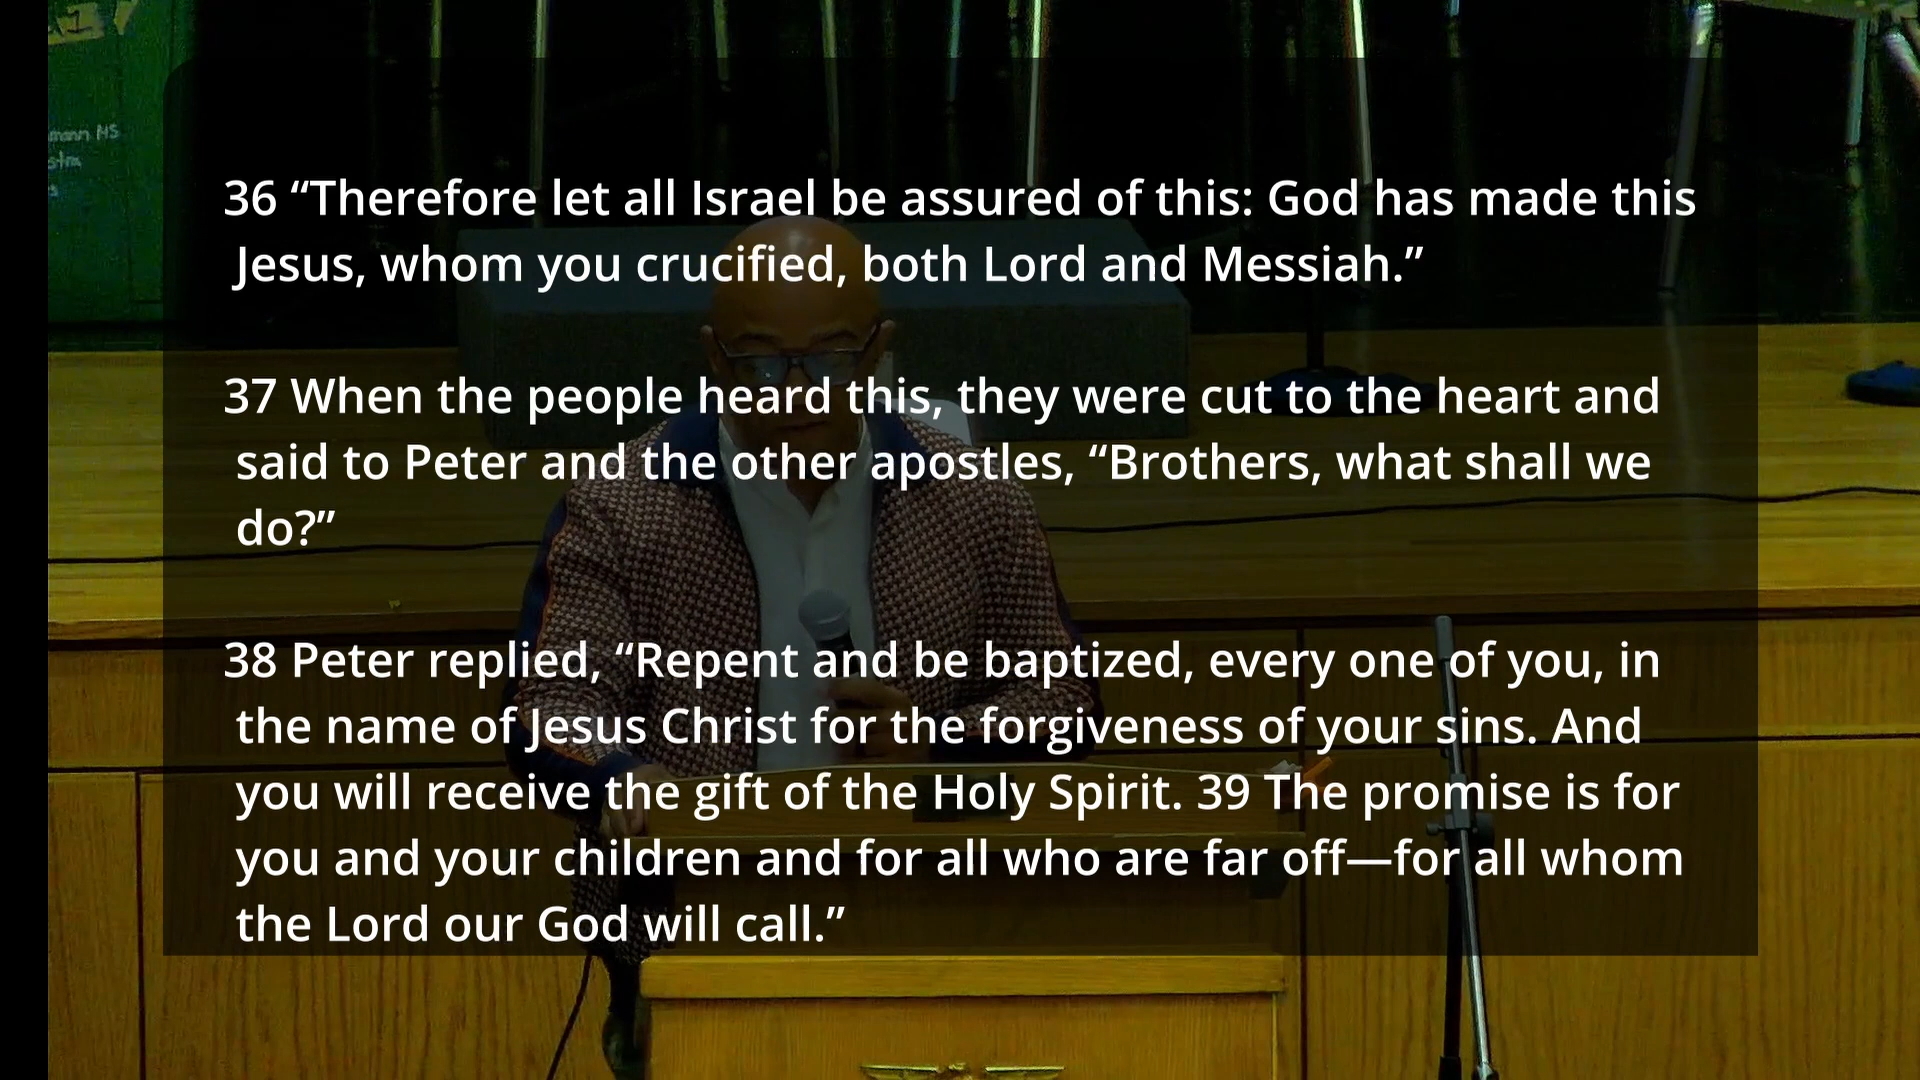 mann MS
36 “Therefore let all Israel be assured of this: God has made this
Jesus, whom you crucified, both Lord and Messiah.”
37 When the people heard this, they were cut to the heart and
said to Peter and the other apostles, “Brothers, what shall we
do?”
38 Peter replied, “Repent and be baptized, every one of you, in
the name of Jesus Christ for the forgiveness of your sins. And
you will receive the gift of the Holy Spirit. 39 The promise is for
you and your children and for all who are far off—for all whom
the Lord our God will call.”